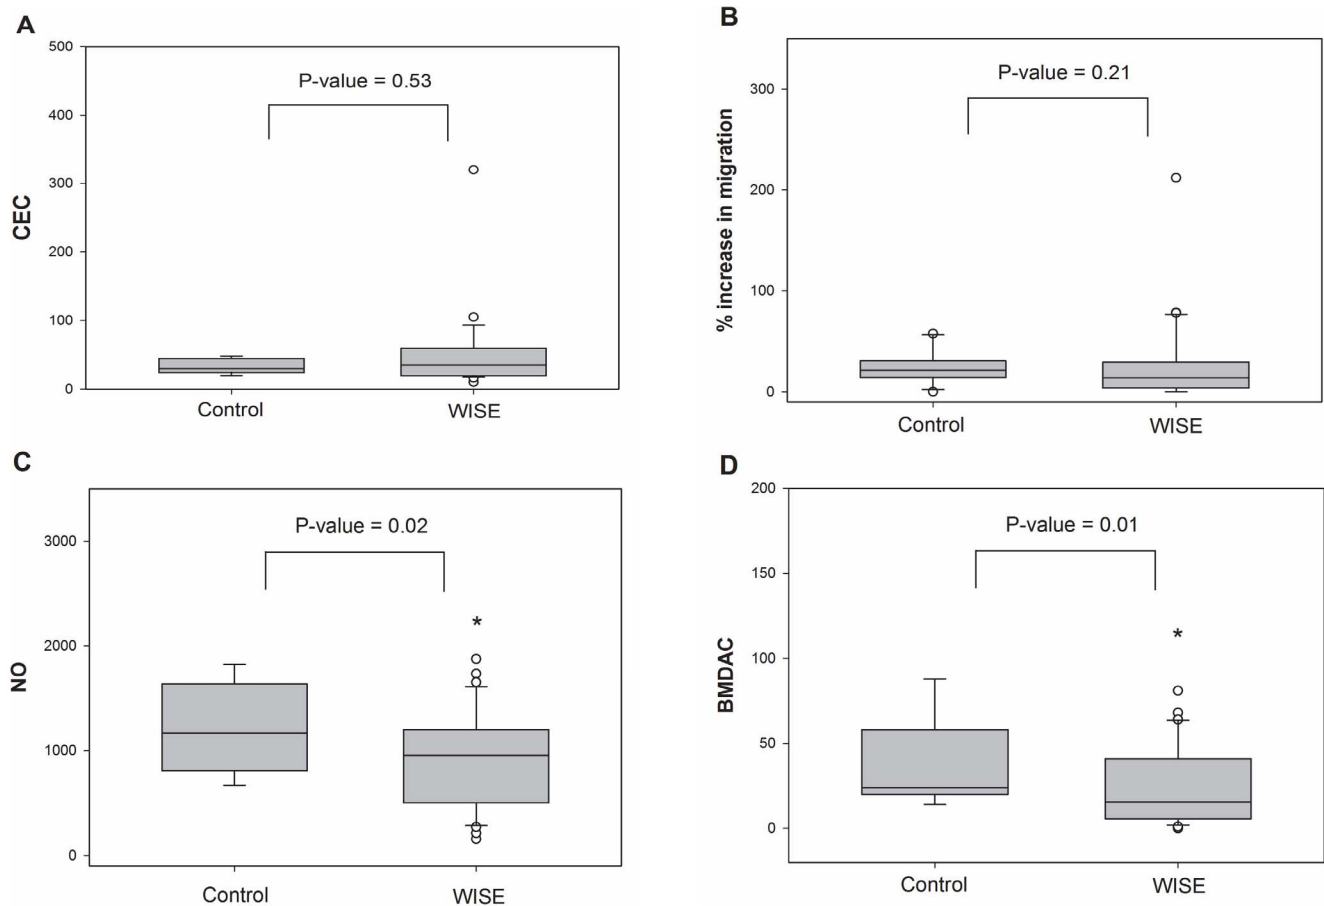 A
500
400
300
200
100
0
CEC
P-value = 0.53
Control
WISE
B
300
200
100
0
% increase in migration
P-value = 0.21
Control
WISE
C
3000
2000
1000
0
NO
P-value = 0.02
*
Control
WISE
D
200
150
100
50
0
BMDAC
P-value = 0.01
*
Control
WISE